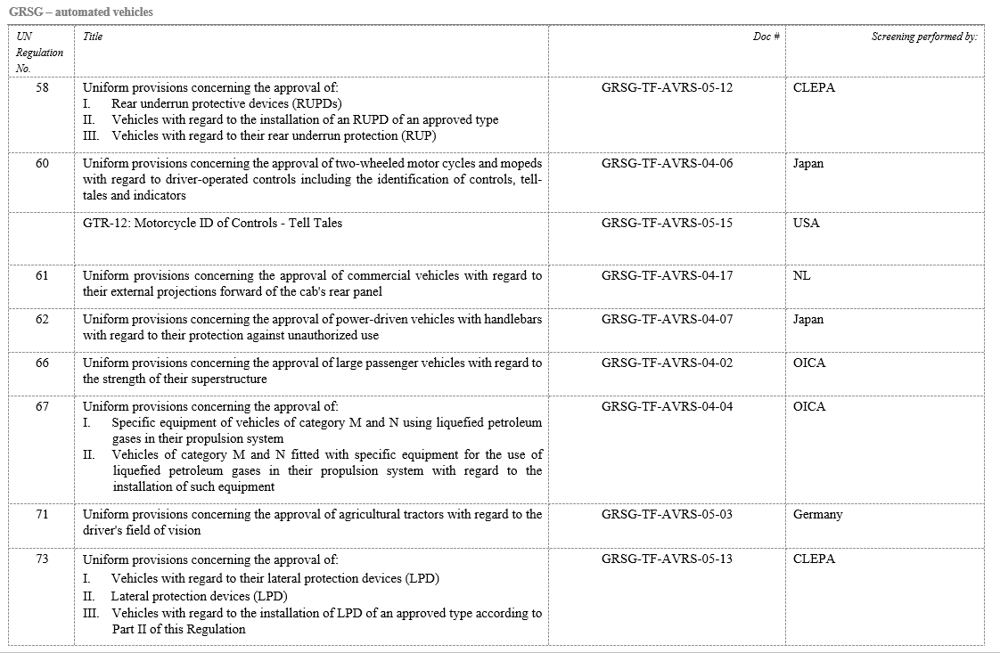 GRSG – automated vehicles
UN
Regulation
No.
Title
Doc #
Screening performed by:
58
Uniform provisions concerning the approval of:
I. Rear underrun protective devices (RUPDs)
II. Vehicles with regard to the installation of an RUPD of an approved type
III. Vehicles with regard to their rear underrun protection (RUP)
GRSG-TF-AVRS-05-12
CLEPA
60
Uniform provisions concerning the approval of two-wheeled motor cycles and mopeds
with regard to driver-operated controls including the identification of controls, tell-
tales and indicators
GRSG-TF-AVRS-04-06
Japan
GTR-12: Motorcycle ID of Controls - Tell Tales
GRSG-TF-AVRS-05-15
USA
61
Uniform provisions concerning the approval of commercial vehicles with regard to
their external projections forward of the cab's rear panel
GRSG-TF-AVRS-04-17
NL
62
Uniform provisions concerning the approval of power-driven vehicles with handlebars
with regard to their protection against unauthorized use
GRSG-TF-AVRS-04-07
Japan
66
Uniform provisions concerning the approval of large passenger vehicles with regard to
the strength of their superstructure
GRSG-TF-AVRS-04-02
OICA
67
Uniform provisions concerning the approval of:
I. Specific equipment of vehicles of category M and N using liquefied petroleum
gases in their propulsion system
II. Vehicles of category M and N fitted with specific equipment for the use of
liquefied petroleum gases in their propulsion system with regard to the
installation of such equipment
GRSG-TF-AVRS-04-04
OICA
71
Uniform provisions concerning the approval of agricultural tractors with regard to the
driver's field of vision
GRSG-TF-AVRS-05-03
Germany
73
Uniform provisions concerning the approval of:
I. Vehicles with regard to their lateral protection devices (LPD)
II. Lateral protection devices (LPD)
III. Vehicles with regard to the installation of LPD of an approved type according to
Part II of this Regulation
GRSG-TF-AVRS-05-13
CLEPA